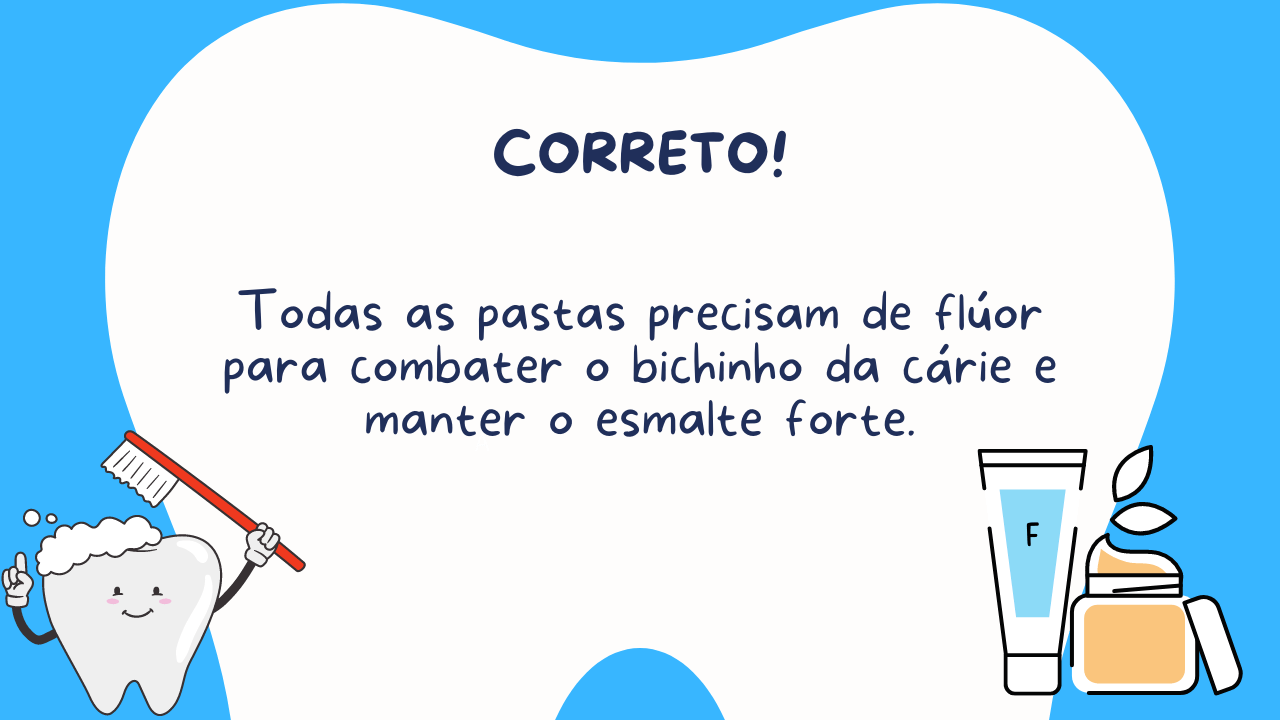 CORRETO!
Todas as pastas precisam de flúor
para combater o bichinho da cárie e
manter o esmalte forte.
F